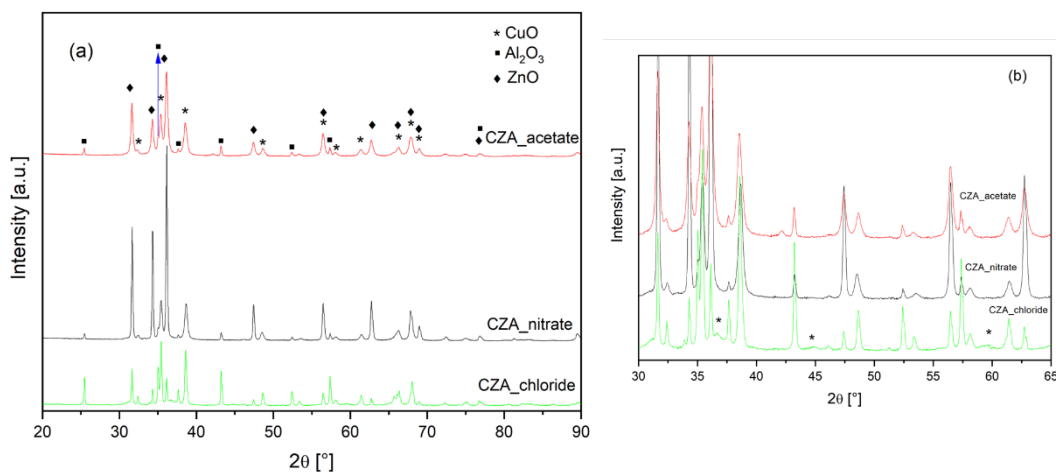 (a)
* CuO
■ Al₂O₃
◆ ZnO
CZA_acetate
CZA_nitrate
CZA_chloride
Intensity [a.u.]
20 30 40 50 60 70 80 90
2θ [°]
(b)
CZA_acetate
CZA_nitrate
CZA_chloride
* * *
Intensity [a.u.]
30 35 40 45 50 55 60 65
2θ [°]